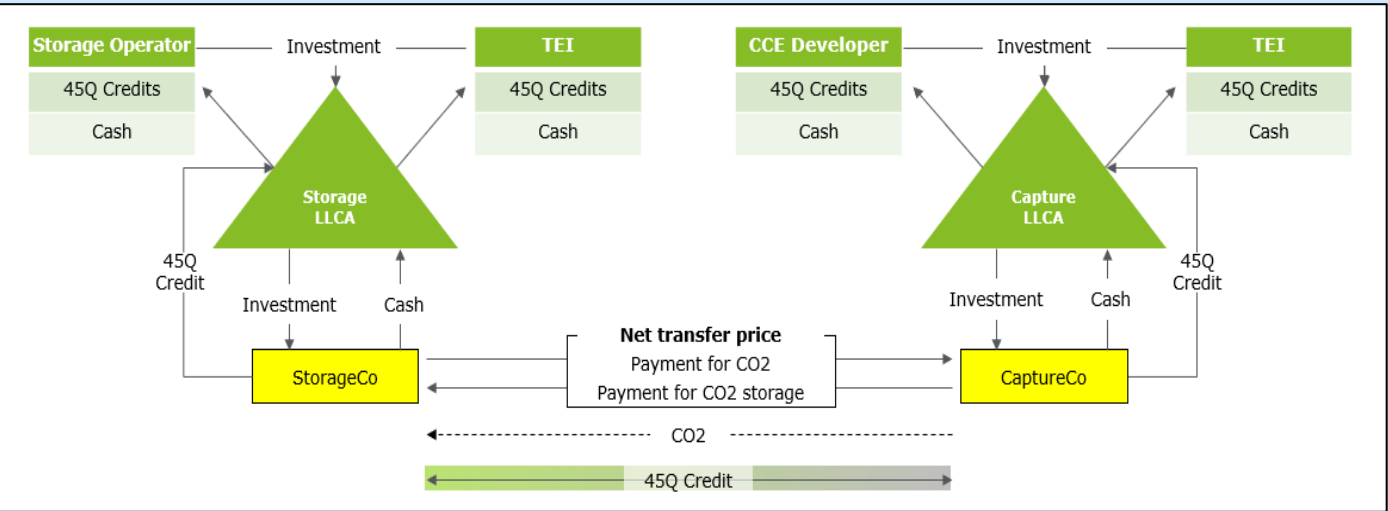 Storage Operator
Investment
TEI
CCE Developer
Investment
TEI
45Q Credits
45Q Credits
45Q Credits
45Q Credits
Cash
Cash
Cash
Cash
Storage
LLCA
Capture
LLCA
45Q
Credit
Investment
Cash
Investment
Cash
45Q
Credit
StorageCo
Net transfer price
Payment for CO2
Payment for CO2 storage
CaptureCo
CO2
45Q Credit